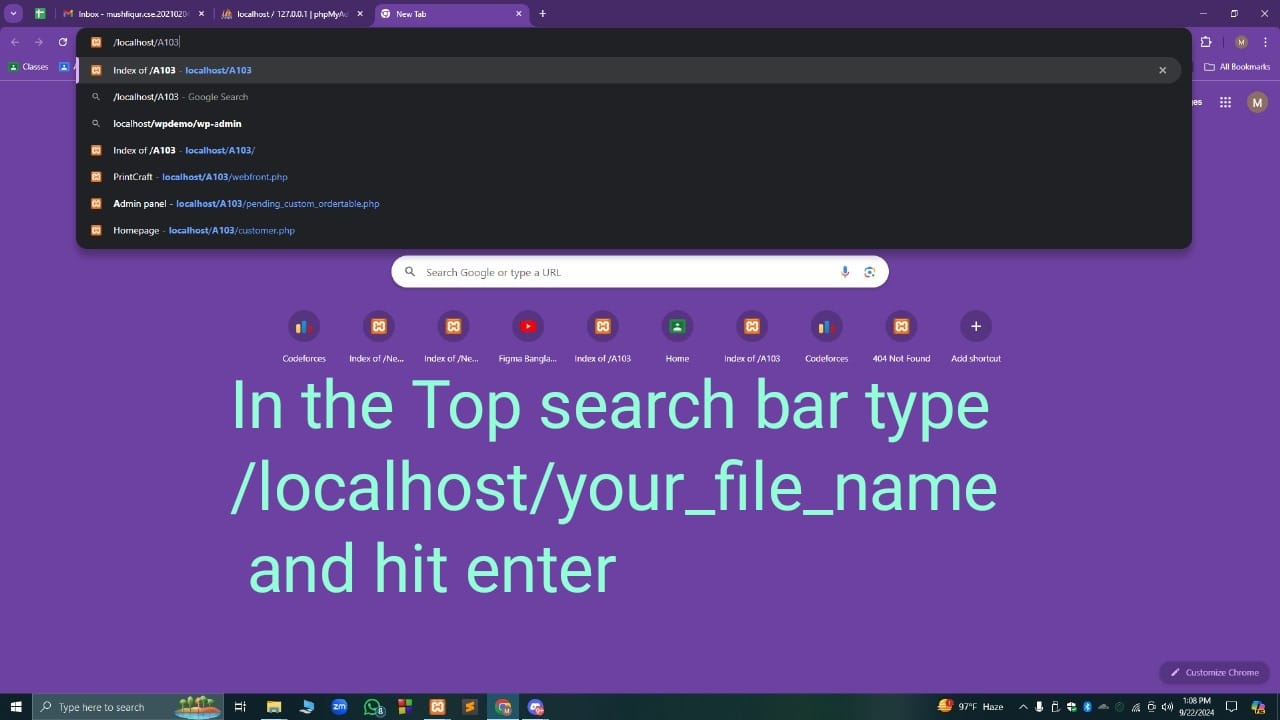 Inbox - mushfiqur.cse.2021020
localhost / 127.0.0.1 | phpMyAd
New Tab
/localhost/A103
Classes
All Bookmarks
Index of /A103 - localhost/A103
/localhost/A103 - Google Search
localhost/wpdemo/wp-admin
Index of /A103 - localhost/A103/
PrintCraft - localhost/A103/webfront.php
Admin panel - localhost/A103/pending_custom_ordertable.php
Homepage - localhost/A103/customer.php
M
M
Search Google or type a URL
Codeforces
Index of /Ne...
Index of /Ne...
Figma Bangla...
Index of /A103
Home
Index of /A103
Codeforces
404 Not Found
Add shortcut
In the Top search bar type
/localhost/your_file_name
and hit enter
Customize Chrome
Type here to search
zm
8
97°F Haze
1:08 PM
9/22/2024